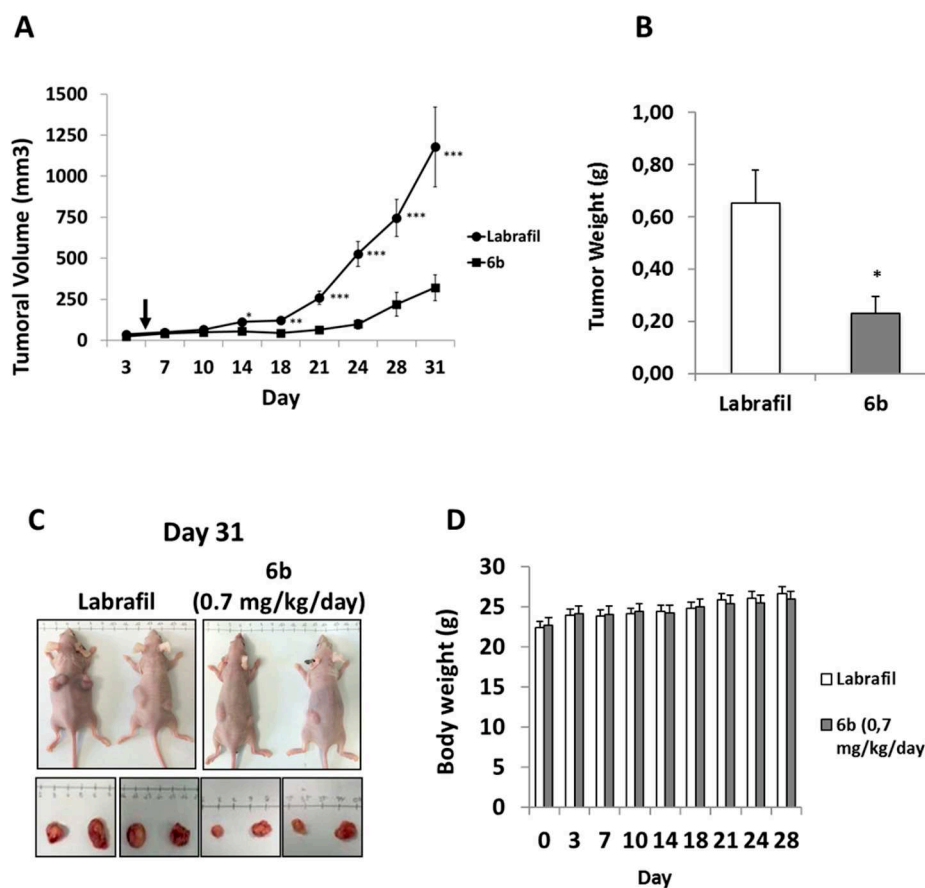 A
Tumoral Volume (mm3)
1500
1250
1000
750
500
250
0
*
**
***
***
***
***
3 7 10 14 18 21 24 28 31
Day
Labrafil
6b
B
Tumor Weight (g)
1,00
0,80
0,60
0,40
0,20
0,00
*
Labrafil 6b
C
Day 31
Labrafil
6b
(0.7 mg/kg/day)
D
Body weight (g)
30
25
20
15
10
5
0
0 3 7 10 14 18 21 24 28
Day
Labrafil
6b (0,7
mg/kg/day